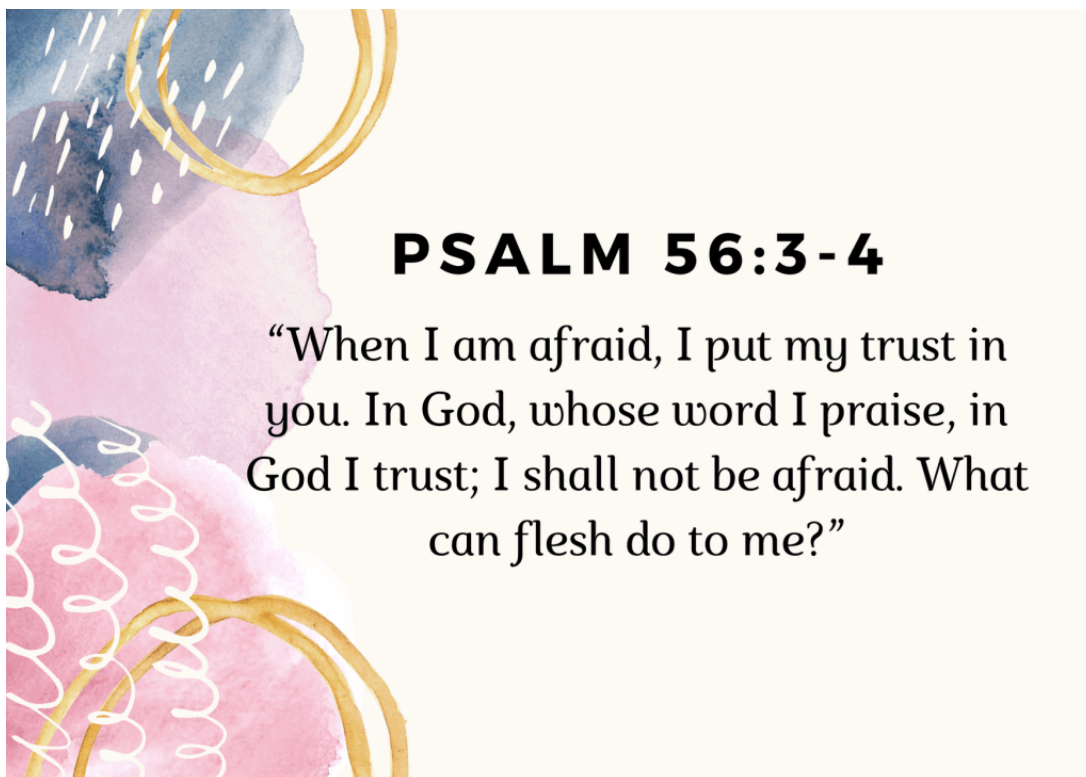 PSALM 56:3-4
“When I am afraid, I put my trust in
you. In God, whose word I praise, in
God I trust; I shall not be afraid. What
can flesh do to me?”